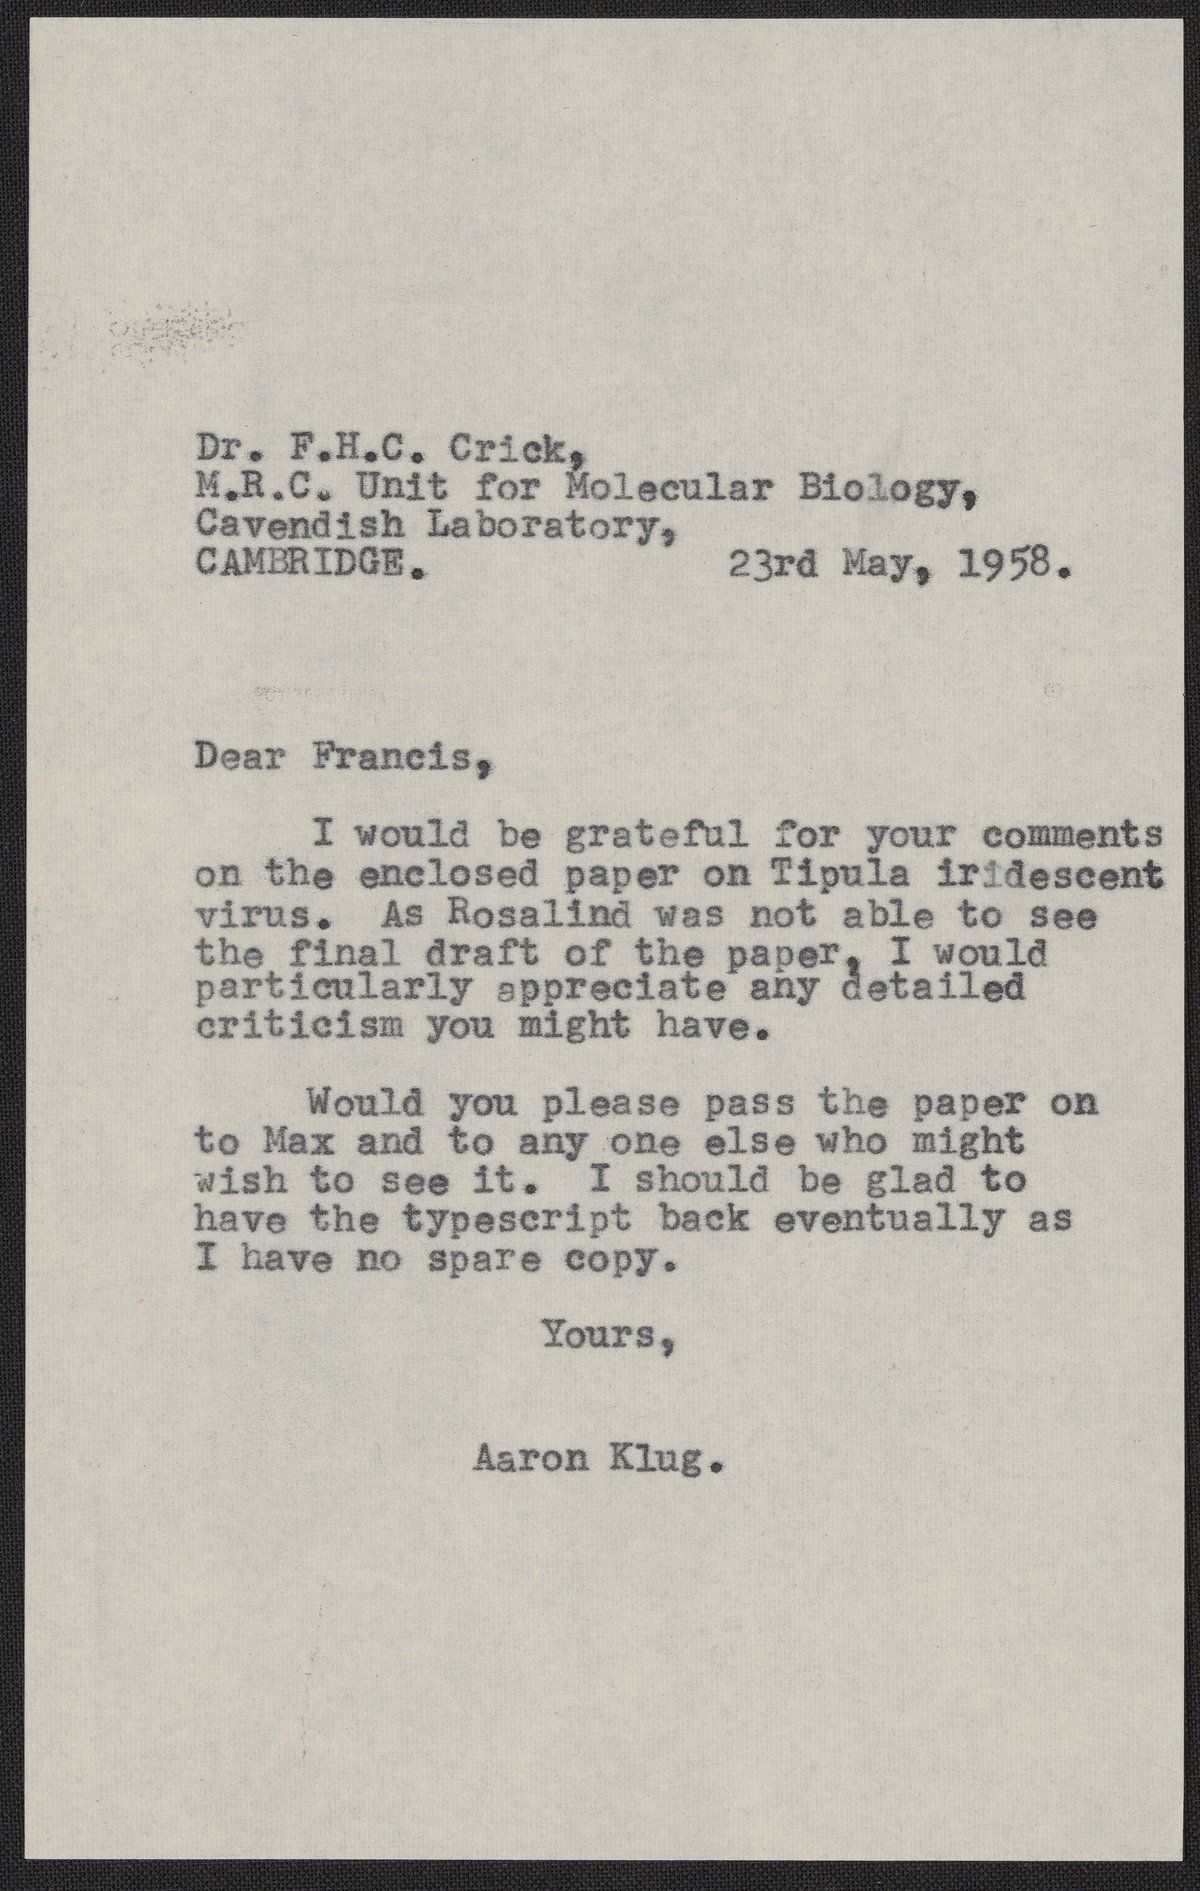 Dr. F.H.C. Crick,
M.R.C. Unit for Molecular Biology,
Cavendish Laboratory,
CAMBRIDGE. 23rd May, 1958.
Dear Francis,
I would be grateful for your comments
on the enclosed paper on Tipula iridescent
virus. As Rosalind was not able to see
the final draft of the paper, I would
particularly appreciate any detailed
criticism you might have.
Would you please pass the paper on
to Max and to any one else who might
wish to see it. I should be glad to
have the typescript back eventually as
I have no spare copy.
Yours,
Aaron Klug.